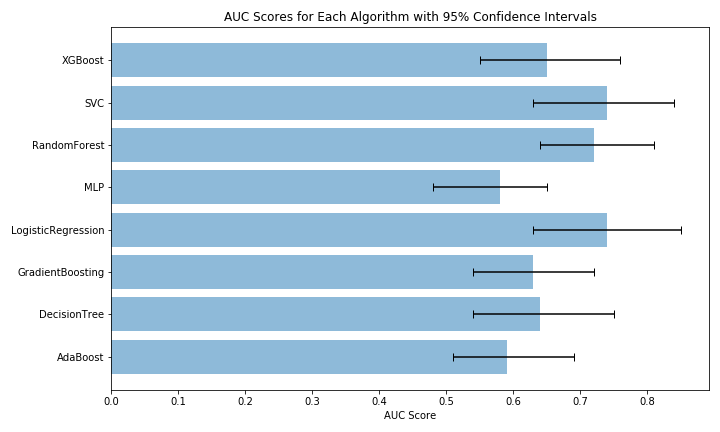 AUC Scores for Each Algorithm with 95% Confidence Intervals
XGBoost
SVC
RandomForest
MLP
LogisticRegression
GradientBoosting
DecisionTree
AdaBoost
0.0 0.1 0.2 0.3 0.4 0.5 0.6 0.7 0.8
AUC Score